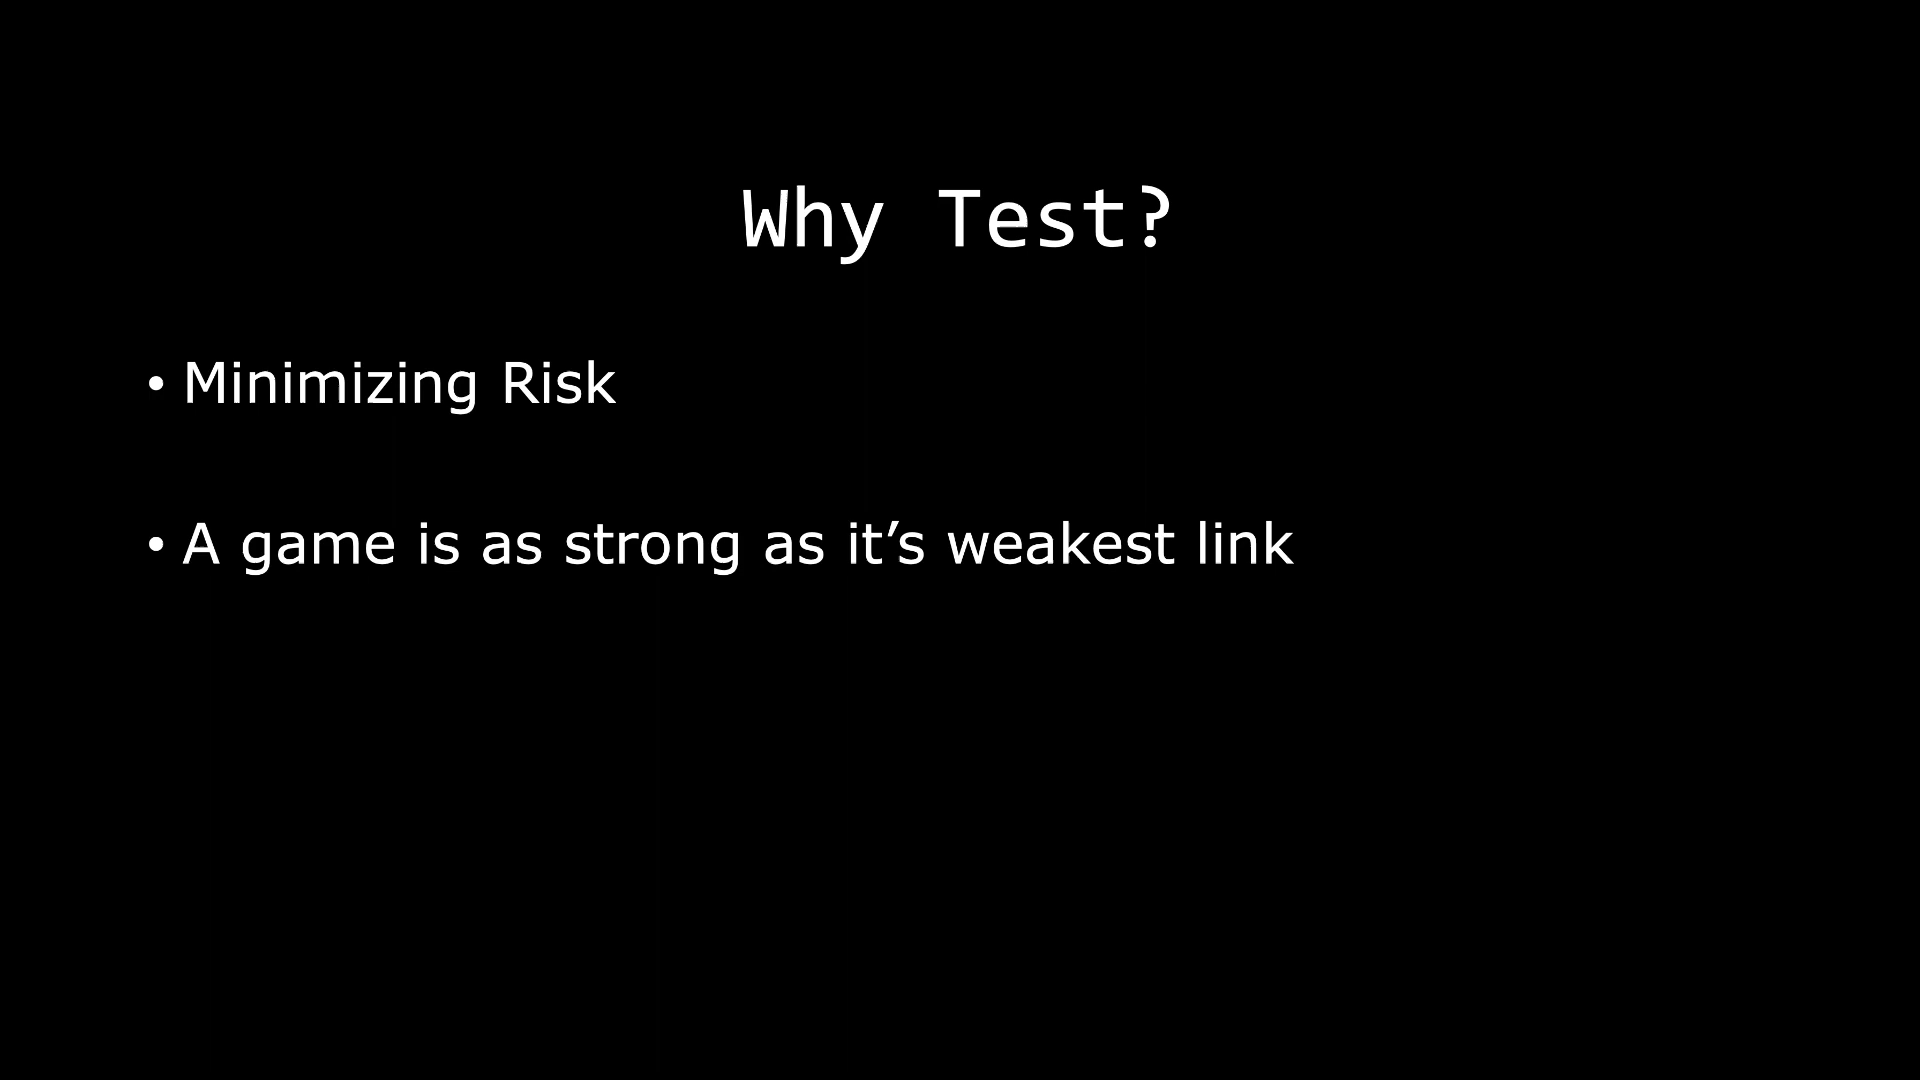 Why Test?
• Minimizing Risk
• A game is as strong as it’s weakest link